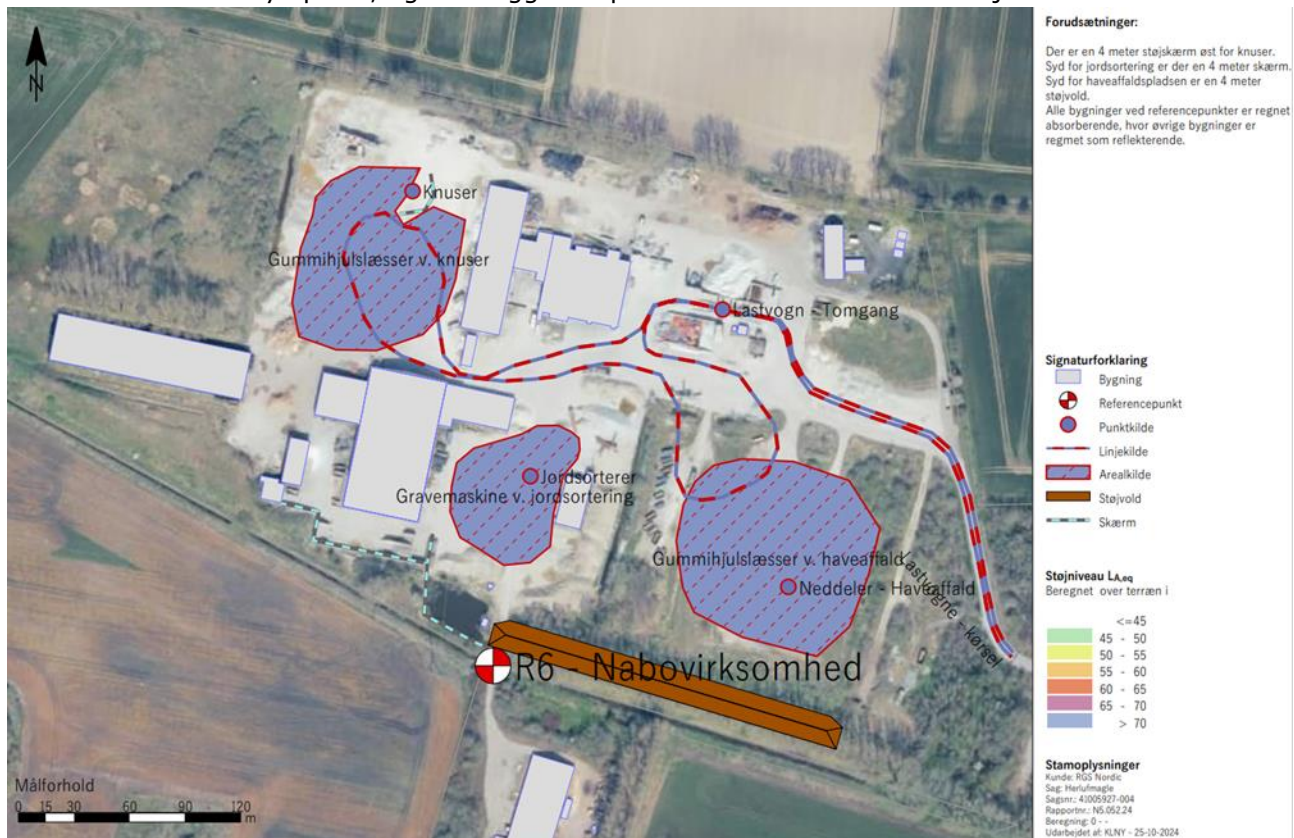 Forudsætninger:
Der er en 4 meter støjskærm øst for knuser.
Syd for jordsortering er der en 4 meter skærm.
Syd for haveaffaldspladsen er en 4 meter
støjvold.
Alle bygninger ved referencepunkter er regnet
absorberende, hvor øvrige bygninger er
regmet som reflekterende.
N
Knuser
Gummihjulslæsser v. knuser
Lastvogn - Tomgang
Jordsorterer
Gravemaskine v. jordsortering
Gummihjulslæsser v. haveaffald
Neddeler - Haveaffald
Lastvogne - kørsel
R6 - Nabovirksomhed
Målforhold
0 15 30 60 90 120
m
Signaturforklaring
Bygning
Referencepunkt
Punktkilde
Linjekilde
Arealkilde
Støjvold
Skærm
Støjniveau LA,eq
Beregnet over terræn i
<=45
45 - 50
50 - 55
55 - 60
60 - 65
65 - 70
> 70
Stamoplysninger
Kunde: RGS Nordic
Sag: Herlufmagle
Sagsnr.: 41005927-004
Rapportnr.: N5.052.24
Beregning: 0 - -
Udarbejdet af: KLNY - 25-10-2024